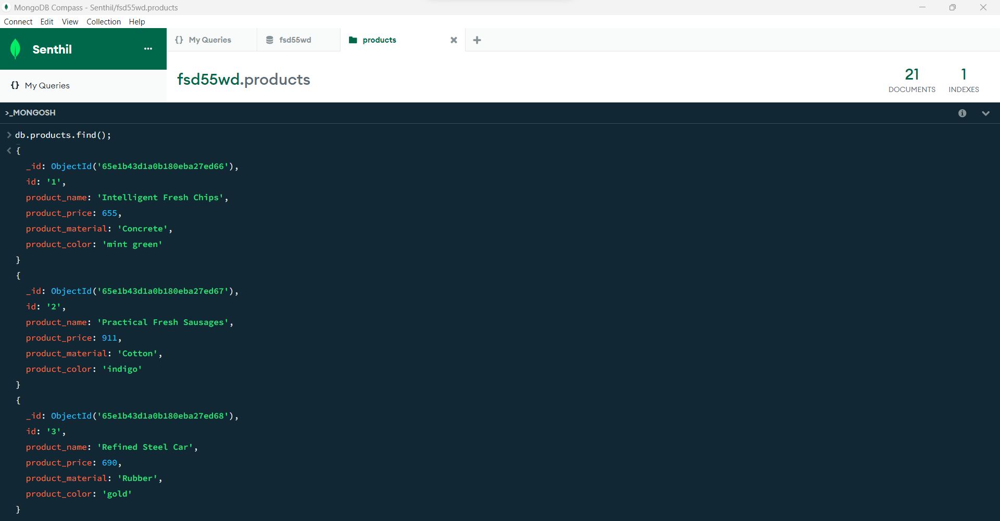 MongoDB Compass - Senthil/fsd55wd.products
Connect Edit View Collection Help
Senthil ...
{} My Queries
fsd55wd
products
{} My Queries
fsd55wd.products
21
DOCUMENTS
1
INDEXES
>_MONGOSH
> db.products.find();
< {
_id: ObjectId('65e1b43d1a0b180eba27ed66'),
id: '1',
product_name: 'Intelligent Fresh Chips',
product_price: 655,
product_material: 'Concrete',
product_color: 'mint green'
}
{
_id: ObjectId('65e1b43d1a0b180eba27ed67'),
id: '2',
product_name: 'Practical Fresh Sausages',
product_price: 911,
product_material: 'Cotton',
product_color: 'indigo'
}
{
_id: ObjectId('65e1b43d1a0b180eba27ed68'),
id: '3',
product_name: 'Refined Steel Car',
product_price: 690,
product_material: 'Rubber',
product_color: 'gold'
}